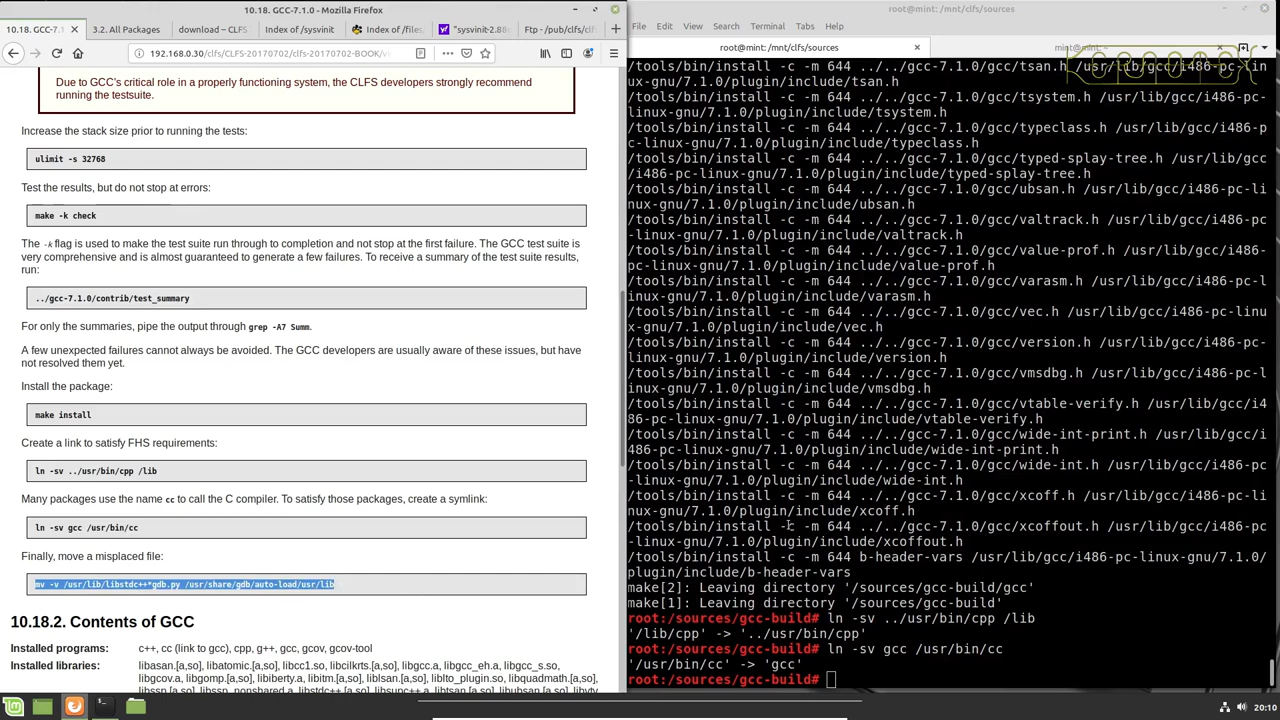 10.18. GCC-7.1.0 - Mozilla Firefox
10.18. GCC-7.1.0
3.2. All Packages
download – CLFS
Index of /sysvinit
Index of /files,
"sysvinit-2.88
Ftp - /pub/clfs/
192.168.0.30/clfs/CLFS-20170702/clfs-20170702-BOOK/v
Due to GCC's critical role in a properly functioning system, the CLFS developers strongly recommend
running the testsuite.
Increase the stack size prior to running the tests:
ulimit -s 32768
Test the results, but do not stop at errors:
make -k check
The -k flag is used to make the test suite run through to completion and not stop at the first failure. The GCC test suite is
very comprehensive and is almost guaranteed to generate a few failures. To receive a summary of the test suite results,
run:
../gcc-7.1.0/contrib/test_summary
For only the summaries, pipe the output through grep -A7 Summ.
A few unexpected failures cannot always be avoided. The GCC developers are usually aware of these issues, but have
not resolved them yet.
Install the package:
make install
Create a link to satisfy FHS requirements:
ln -sv ../usr/bin/cpp /lib
Many packages use the name cc to call the C compiler. To satisfy those packages, create a symlink:
ln -sv gcc /usr/bin/cc
Finally, move a misplaced file:
mv -v /usr/lib/libstdc++*gdb.py /usr/share/gdb/auto-load/usr/lib
10.18.2. Contents of GCC
Installed programs: c++, cc (link to gcc), cpp, g++, gcc, gcov, gcov-tool
Installed libraries: libasan.[a,so], libatomic.[a,so], libcc1.so, libcilkrts.[a,so], libgcc.a, libgcc_eh.a, libgcc_s.so,
libgcov.a, libgomp.[a,so], libiberty.a, libitm.[a,so], liblsan.[a,so], liblto_plugin.so, libquadmath.[a,so],
libssp.[a,so], libssp_nonshared.a, libstdc++.[a,so], libsupc++.a, libtsan.[a,so], libubsan.[a,so], libvtv
root@mint: /mnt/clfs/sources
File Edit View Search Terminal Tabs Help
root@mint: /mnt/clfs/sources
root@mint: ~
/tools/bin/install -c -m 644 ../../gcc-7.1.0/gcc/tsan.h /usr/lib/gcc/i486-pc-lin
ux-gnu/7.1.0/plugin/include/tsan.h
/tools/bin/install -c -m 644 ../../gcc-7.1.0/gcc/tsystem.h /usr/lib/gcc/i486-pc-
linux-gnu/7.1.0/plugin/include/tsystem.h
/tools/bin/install -c -m 644 ../../gcc-7.1.0/gcc/typeclass.h /usr/lib/gcc/i486-p
c-linux-gnu/7.1.0/plugin/include/typeclass.h
/tools/bin/install -c -m 644 ../../gcc-7.1.0/gcc/typed-splay-tree.h /usr/lib/gcc
/i486-pc-linux-gnu/7.1.0/plugin/include/typed-splay-tree.h
/tools/bin/install -c -m 644 ../../gcc-7.1.0/gcc/ubsan.h /usr/lib/gcc/i486-pc-li
nux-gnu/7.1.0/plugin/include/ubsan.h
/tools/bin/install -c -m 644 ../../gcc-7.1.0/gcc/valtrack.h /usr/lib/gcc/i486-pc
-linux-gnu/7.1.0/plugin/include/valtrack.h
/tools/bin/install -c -m 644 ../../gcc-7.1.0/gcc/value-prof.h /usr/lib/gcc/i486-
pc-linux-gnu/7.1.0/plugin/include/value-prof.h
/tools/bin/install -c -m 644 ../../gcc-7.1.0/gcc/varasm.h /usr/lib/gcc/i486-pc-l
inux-gnu/7.1.0/plugin/include/varasm.h
/tools/bin/install -c -m 644 ../../gcc-7.1.0/gcc/vec.h /usr/lib/gcc/i486-pc-linu
x-gnu/7.1.0/plugin/include/vec.h
/tools/bin/install -c -m 644 ../../gcc-7.1.0/gcc/version.h /usr/lib/gcc/i486-pc-
linux-gnu/7.1.0/plugin/include/version.h
/tools/bin/install -c -m 644 ../../gcc-7.1.0/gcc/vmsdbg.h /usr/lib/gcc/i486-pc-l
inux-gnu/7.1.0/plugin/include/vmsdbg.h
/tools/bin/install -c -m 644 ../../gcc-7.1.0/gcc/vtable-verify.h /usr/lib/gcc/i4
86-pc-linux-gnu/7.1.0/plugin/include/vtable-verify.h
/tools/bin/install -c -m 644 ../../gcc-7.1.0/gcc/wide-int-print.h /usr/lib/gcc/i
486-pc-linux-gnu/7.1.0/plugin/include/wide-int-print.h
/tools/bin/install -c -m 644 ../../gcc-7.1.0/gcc/wide-int.h /usr/lib/gcc/i486-pc
-linux-gnu/7.1.0/plugin/include/wide-int.h
/tools/bin/install -c -m 644 ../../gcc-7.1.0/gcc/xcoff.h /usr/lib/gcc/i486-pc-li
nux-gnu/7.1.0/plugin/include/xcoff.h
/tools/bin/install -c -m 644 ../../gcc-7.1.0/gcc/xcoffout.h /usr/lib/gcc/i486-pc
-linux-gnu/7.1.0/plugin/include/xcoffout.h
/tools/bin/install -c -m 644 b-header-vars /usr/lib/gcc/i486-pc-linux-gnu/7.1.0/
plugin/include/b-header-vars
make[2]: Leaving directory '/sources/gcc-build/gcc'
make[1]: Leaving directory '/sources/gcc-build'
root:/sources/gcc-build# ln -sv ../usr/bin/cpp /lib
'/lib/cpp' -> '../usr/bin/cpp'
root:/sources/gcc-build# ln -sv gcc /usr/bin/cc
'/usr/bin/cc' -> 'gcc'
root:/sources/gcc-build#
20:10